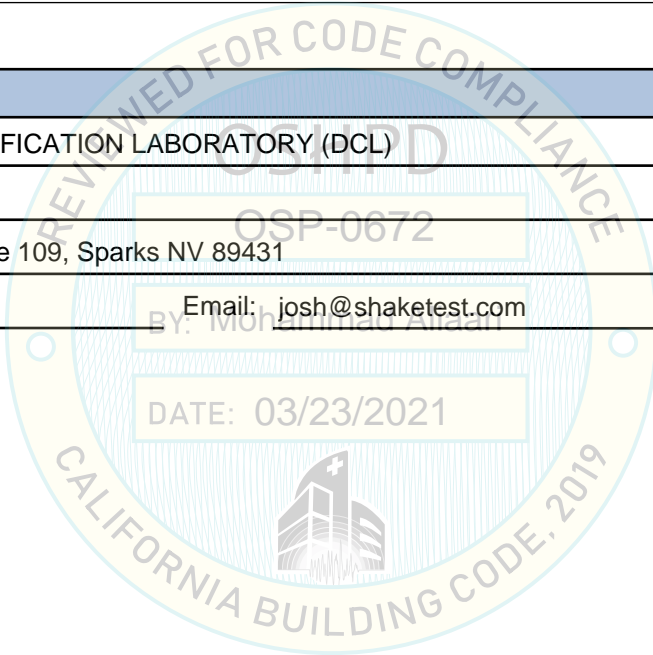 REVIEWED FOR CODE COMPLIANCE
FICATION LABORATORY (DCL)
OSHPD
OSP-0672
e 109, Sparks NV 89431
Email: josh@shaketest.com
BY: Mohammad
DATE: 03/23/2021
CALIFORNIA BUILDING CODE, 2019